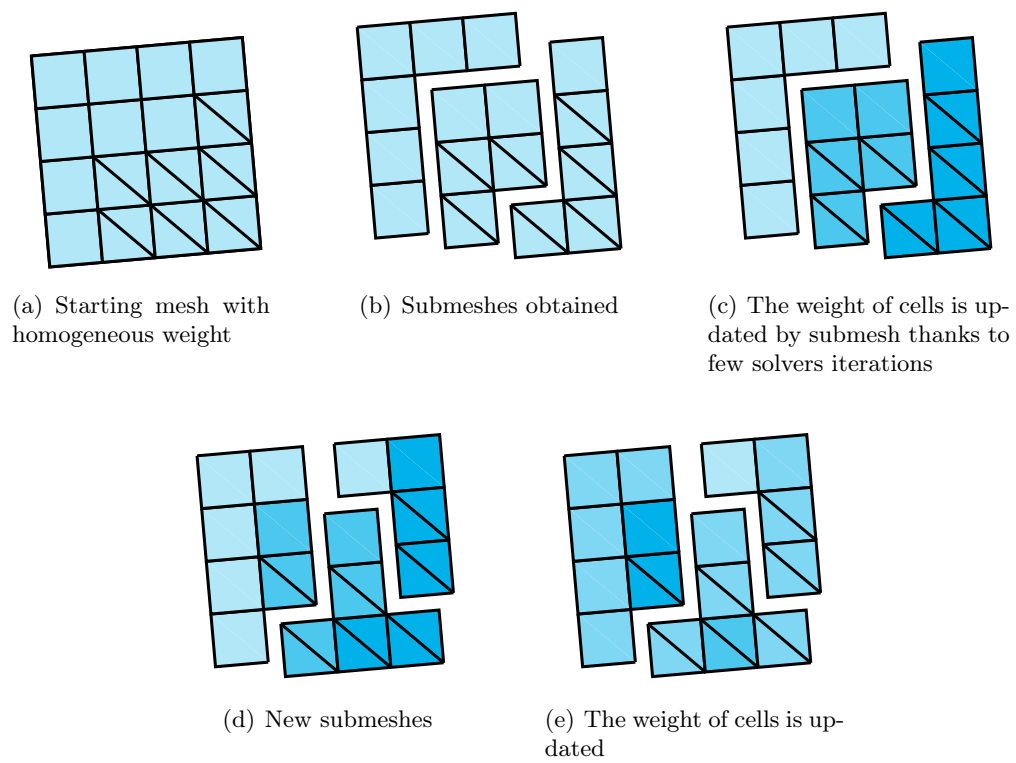 (a) Starting mesh with
homogeneous weight
(b) Submeshes obtained
(c) The weight of cells is up-
dated by submesh thanks to
few solvers iterations
(d) New submeshes
(e) The weight of cells is up-
dated